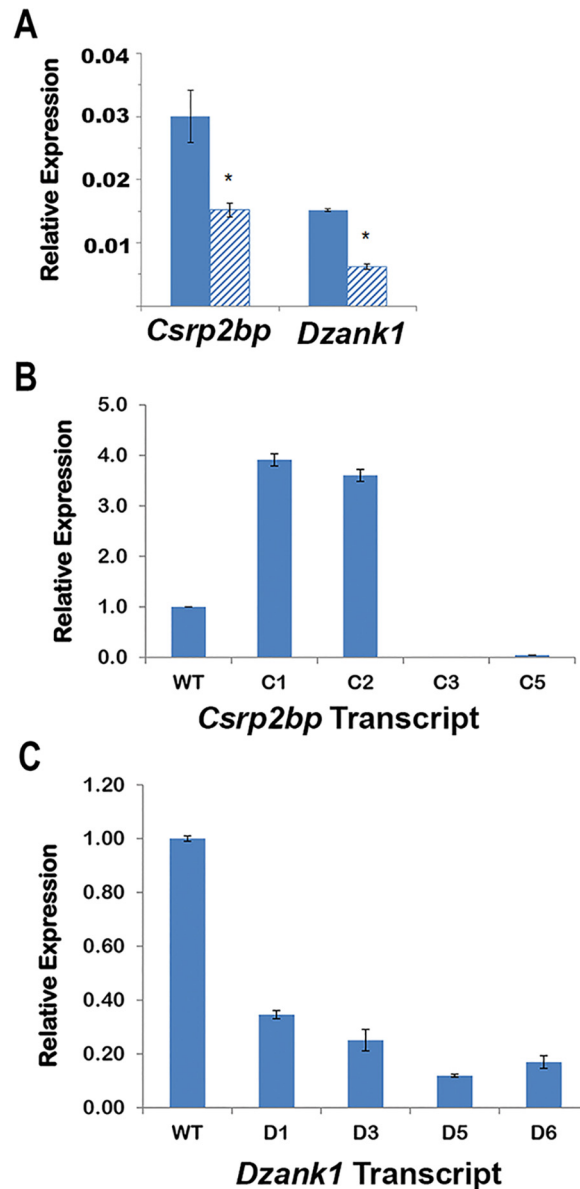 A
Relative Expression
0.04
0.03
0.02
0.01
*
*
Csrp2bp Dzank1
B
Relative Expression
5.0
4.0
3.0
2.0
1.0
0.0
WT C1 C2 C3 C5
Csrp2bp Transcript
C
Relative Expression
1.20
1.00
0.80
0.60
0.40
0.20
0.00
WT D1 D3 D5 D6
Dzank1 Transcript